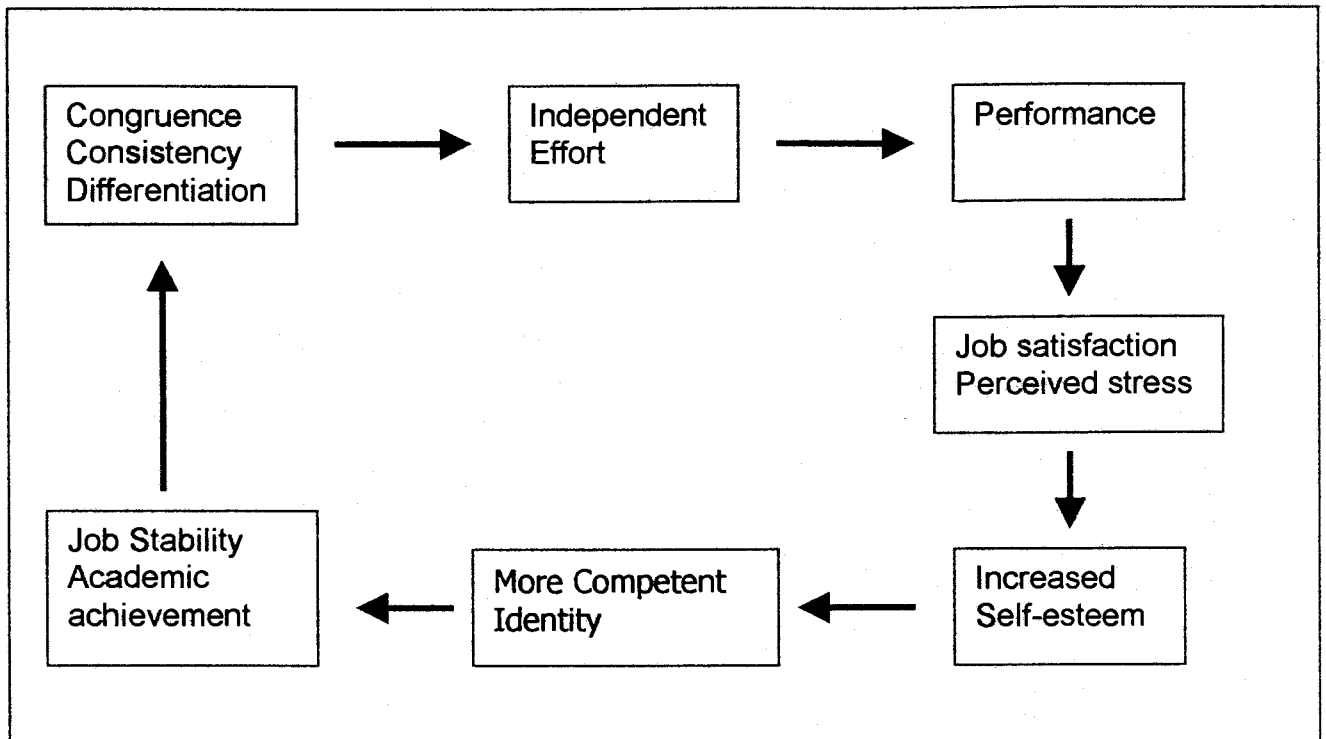 Congruence
Consistency
Differentiation
Independent
Effort
Performance
Job satisfaction
Perceived stress
Increased
Self-esteem
More Competent
Identity
Job Stability
Academic
achievement